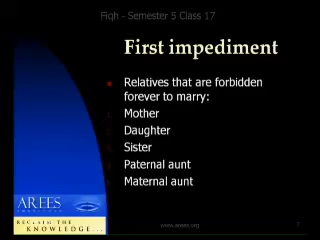 Fiqh - Semester 5 Class 17
First impediment
Relatives that are forbidden
forever to marry:
Mother
Daughter
Sister
Paternal aunt
Maternal aunt
AREES
RECLAIM THE
KNOWLEDGE...
www.arees.org